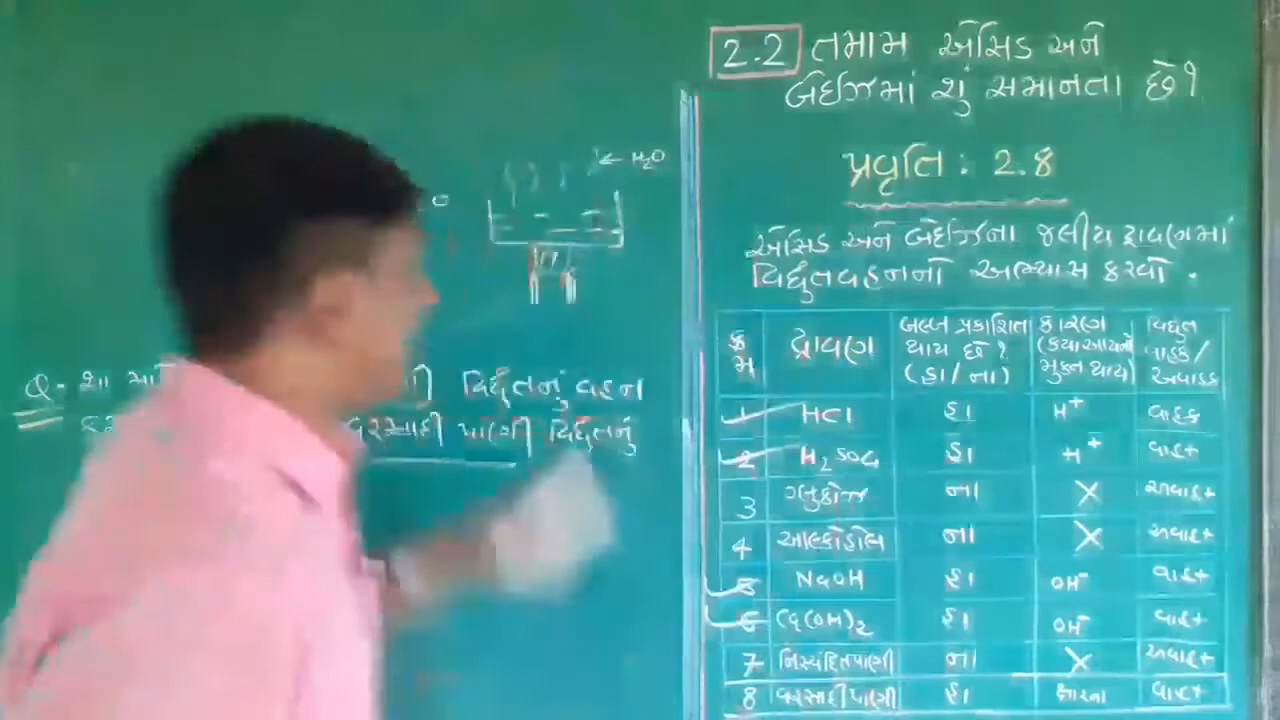 2.2 તમામ એસિડ અને
બેઈઝમાં શું સમાનતા છે?
પ્રવૃતિ : 2.8
એસિડ અને બેઈઝના જલીય દ્રાવણમાં
વિદ્યુતવહનનો અભ્યાસ કરવો.
ક્રમ દ્રાવણ બલ્બ પ્રકાશિત થાય છે? (હા/ના) કારણ (કયા આયનો મુક્ત થાય) વિદ્યુત વાહક/અવાહક
1 HCl હા H+ વાહક
2 H2SO4 હા H+ વાહક
3 ગ્લુકોઝ ના X અવાહક
4 આલ્કોહોલ ના X અવાહક
5 NaOH હા OH- વાહક
6 Ca(OH)2 હા OH- વાહક
7 નિસ્યંદિતપાણી ના X અવાહક
8 વરસાદીપાણી હા ક્ષારના વાહક
← H2O
Q- શા વિદ્યુતનું વહન
વરસાદી પાણી વિદ્યુતનું